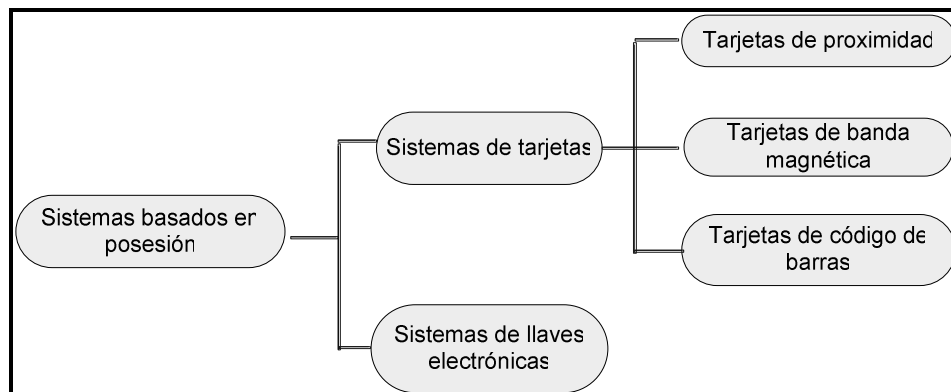 Tarjetas de proximidad
Sistemas de tarjetas
Tarjetas de banda
magnética
Sistemas basados en
posesión
Tarjetas de código de
barras
Sistemas de llaves
electrónicas